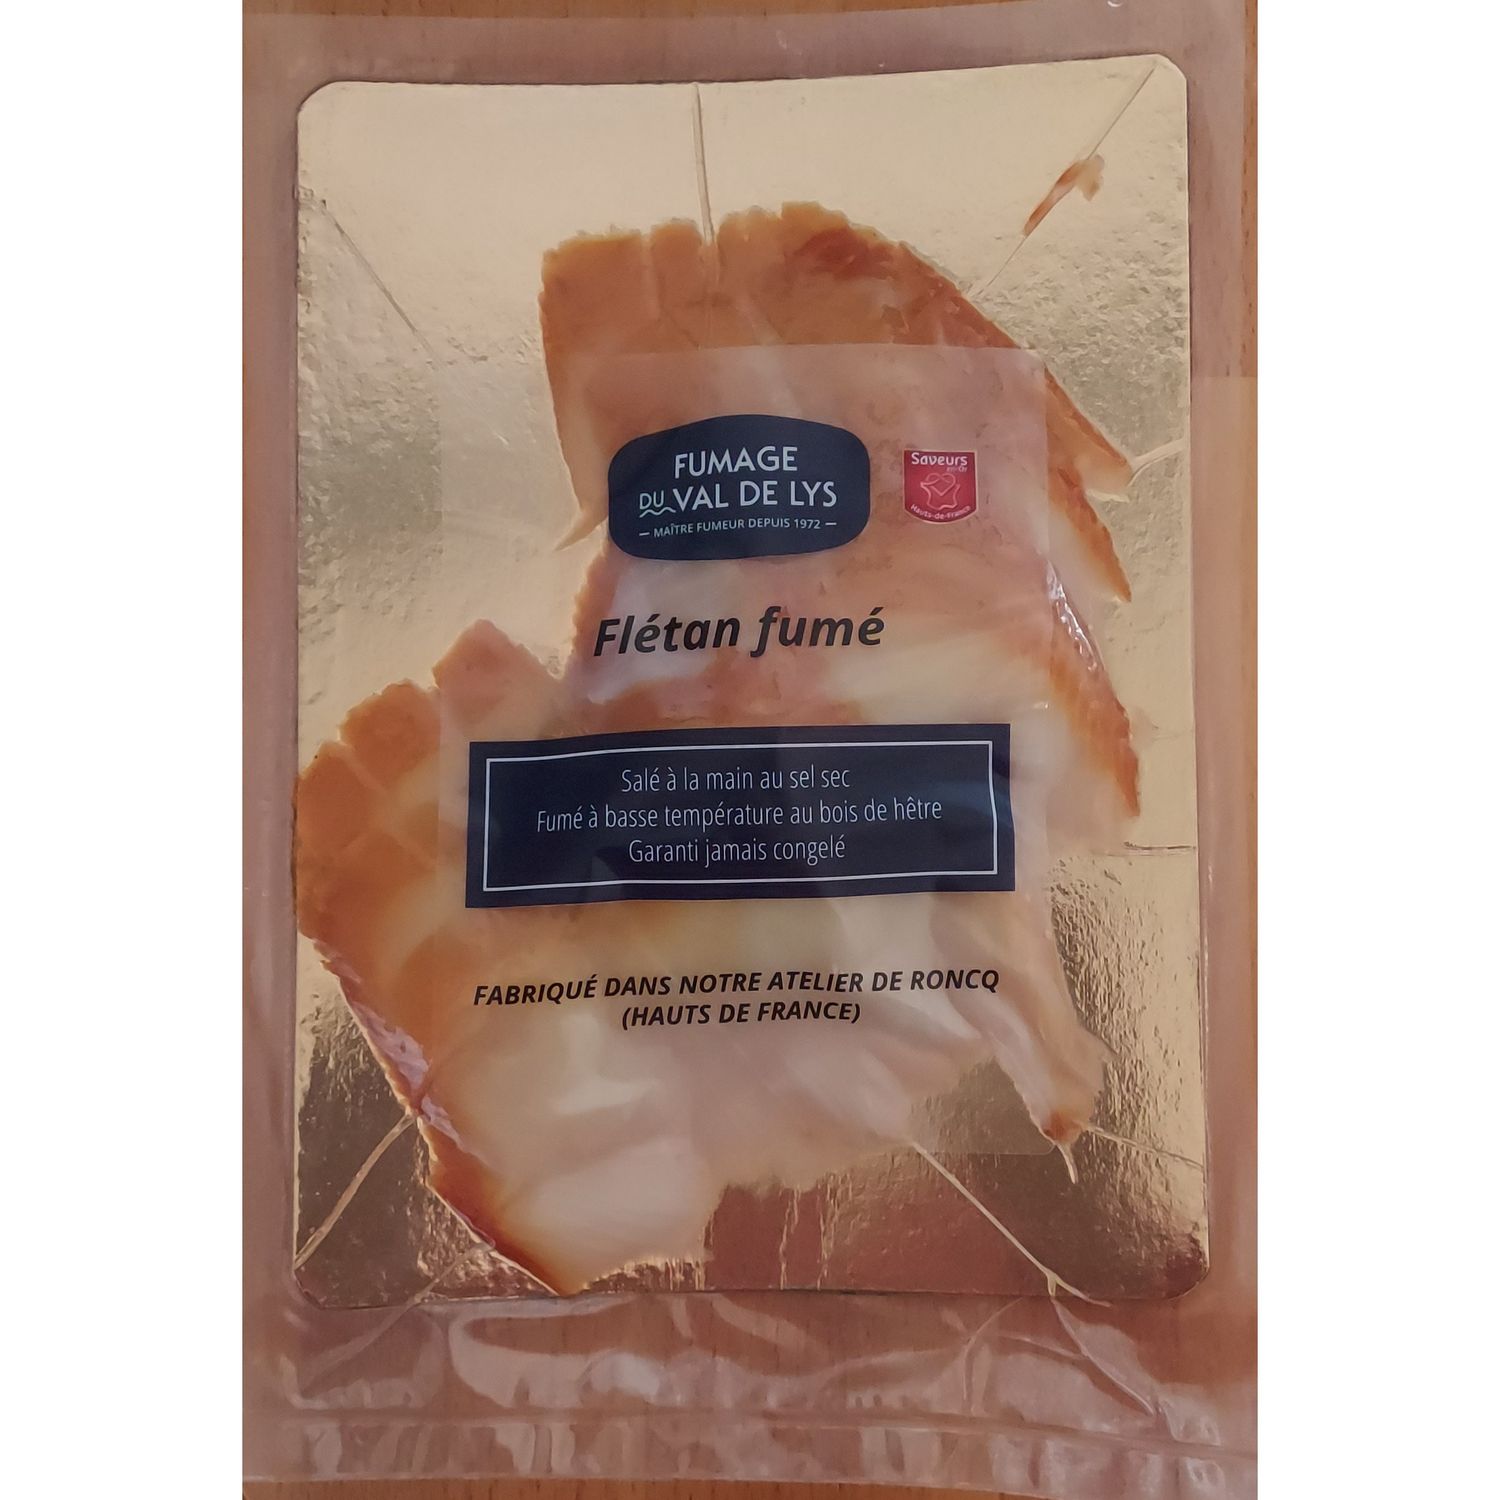 FUMAGE
DU VAL DE LYS
— MAÎTRE FUMEUR DEPUIS 1972 —
Saveurs
en'Or
Hauts-de-France
Flétan fumé
Salé à la main au sel sec
Fumé à basse température au bois de hêtre
Garanti jamais congelé
FABRIQUÉ DANS NOTRE ATELIER DE RONCQ
(HAUTS DE FRANCE)